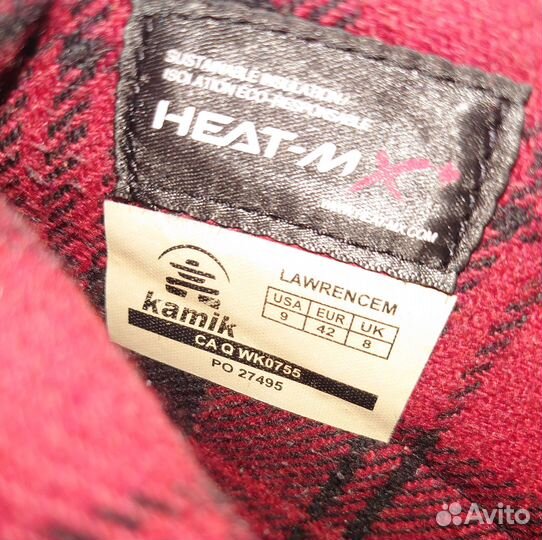 SUSTAINABLE INSULATION /
ISOLATION ECO-RESPONSABLE
HEAT-MX
kamik
LAWRENCEM
USA EUR UK
9 42 8
CA Q WK0755
PO 27495
Avito